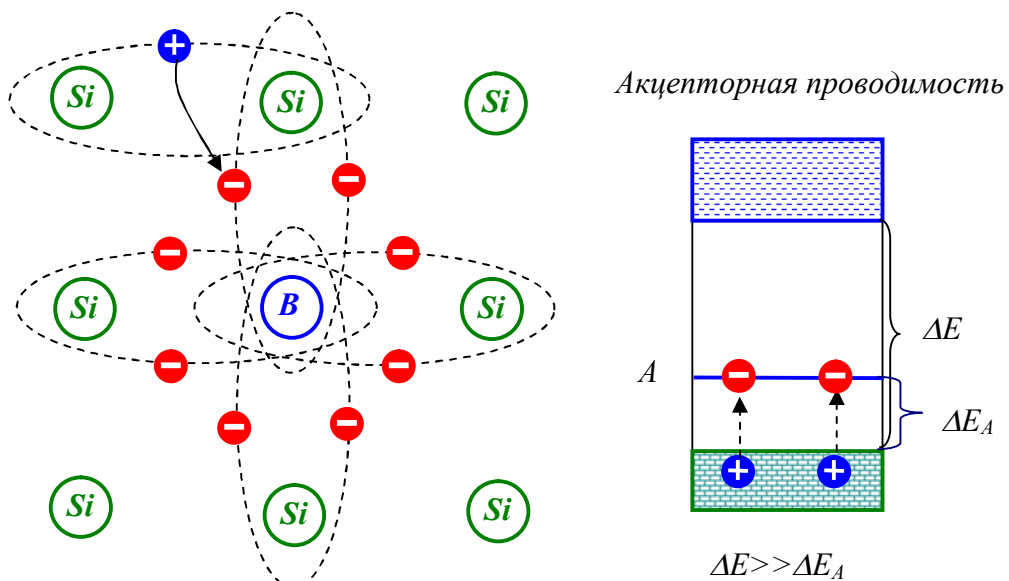 Si Si Si
Si B Si
Si Si Si
Акцепторная проводимость
ΔE
A
ΔE_A
ΔE>>ΔE_A